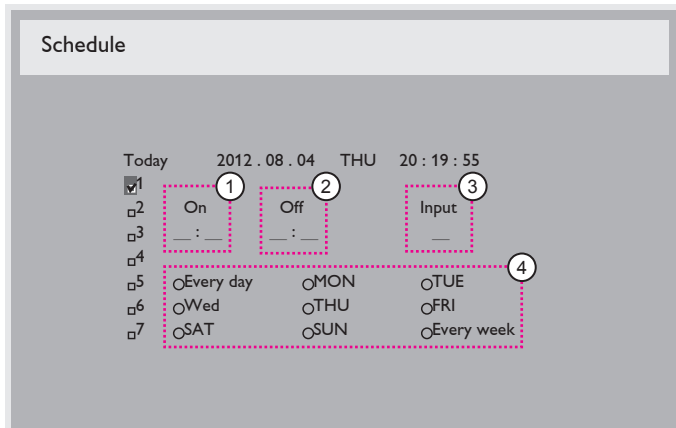 Schedule
Today 2012 . 08 . 04 THU 20 : 19 : 55
1 1 2 3
2 On Off Input
3 __ : __ __ : __ __
4 4
5 Every day MON TUE
6 Wed THU FRI
7 SAT SUN Every week